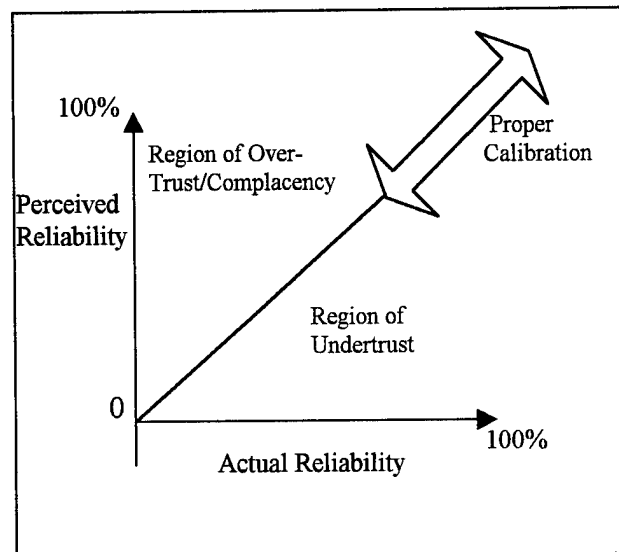 100%
Region of Over-
Trust/Complacency
Proper
Calibration
Perceived
Reliability
Region of
Undertrust
0
100%
Actual Reliability